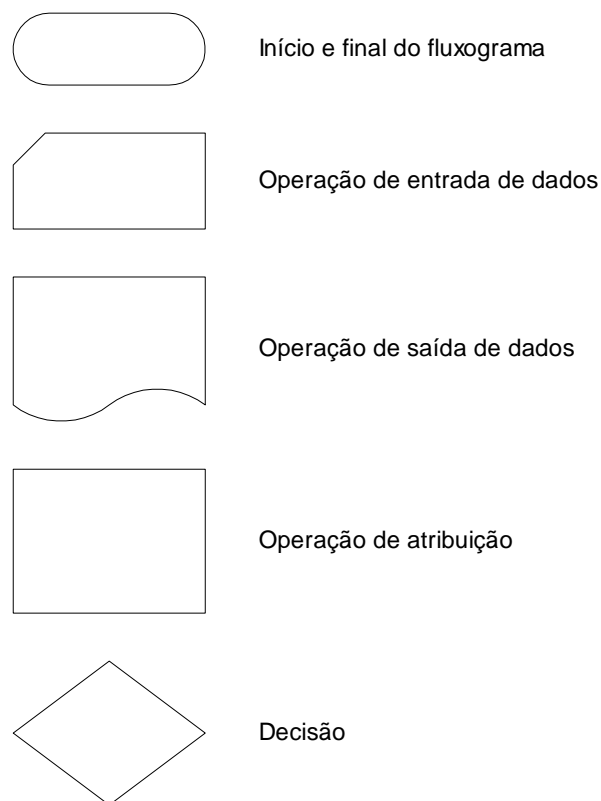 Início e final do fluxograma
Operação de entrada de dados
Operação de saída de dados
Operação de atribuição
Decisão